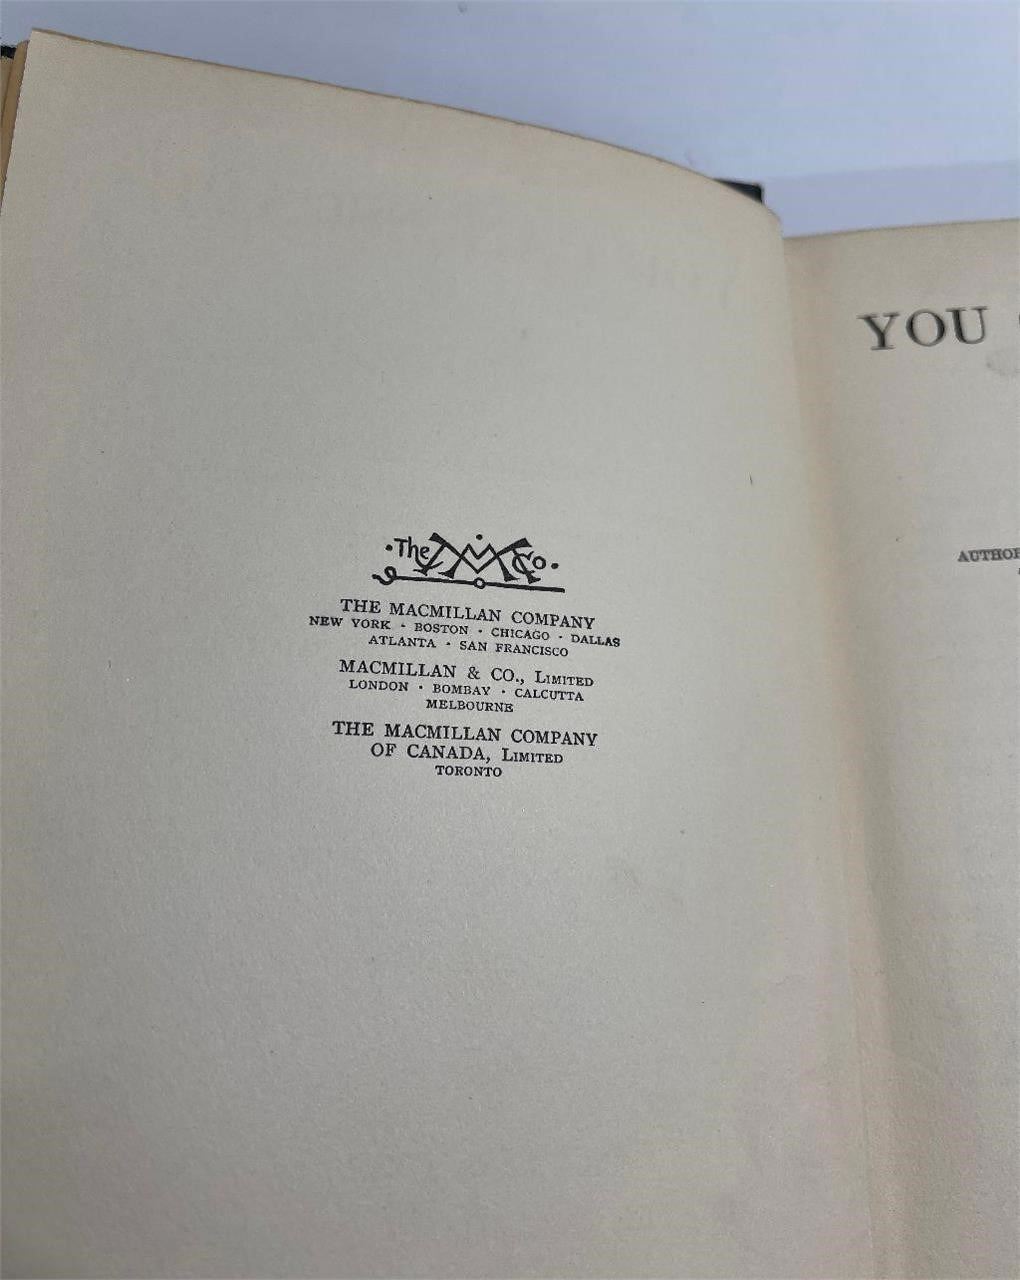 The M Co.
THE MACMILLAN COMPANY
NEW YORK · BOSTON · CHICAGO · DALLAS
ATLANTA · SAN FRANCISCO
MACMILLAN & CO., LIMITED
LONDON · BOMBAY · CALCUTTA
MELBOURNE
THE MACMILLAN COMPANY
OF CANADA, LIMITED
TORONTO
YOU
AUTHOR